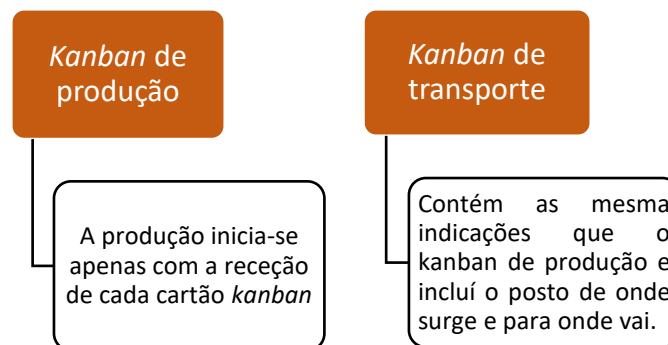 Kanban de
produção
Kanban de
transporte
A produção inicia-se
apenas com a receção
de cada cartão kanban
Contém as mesma
indicações que o
kanban de produção e
incluí o posto de onde
surge e para onde vai.